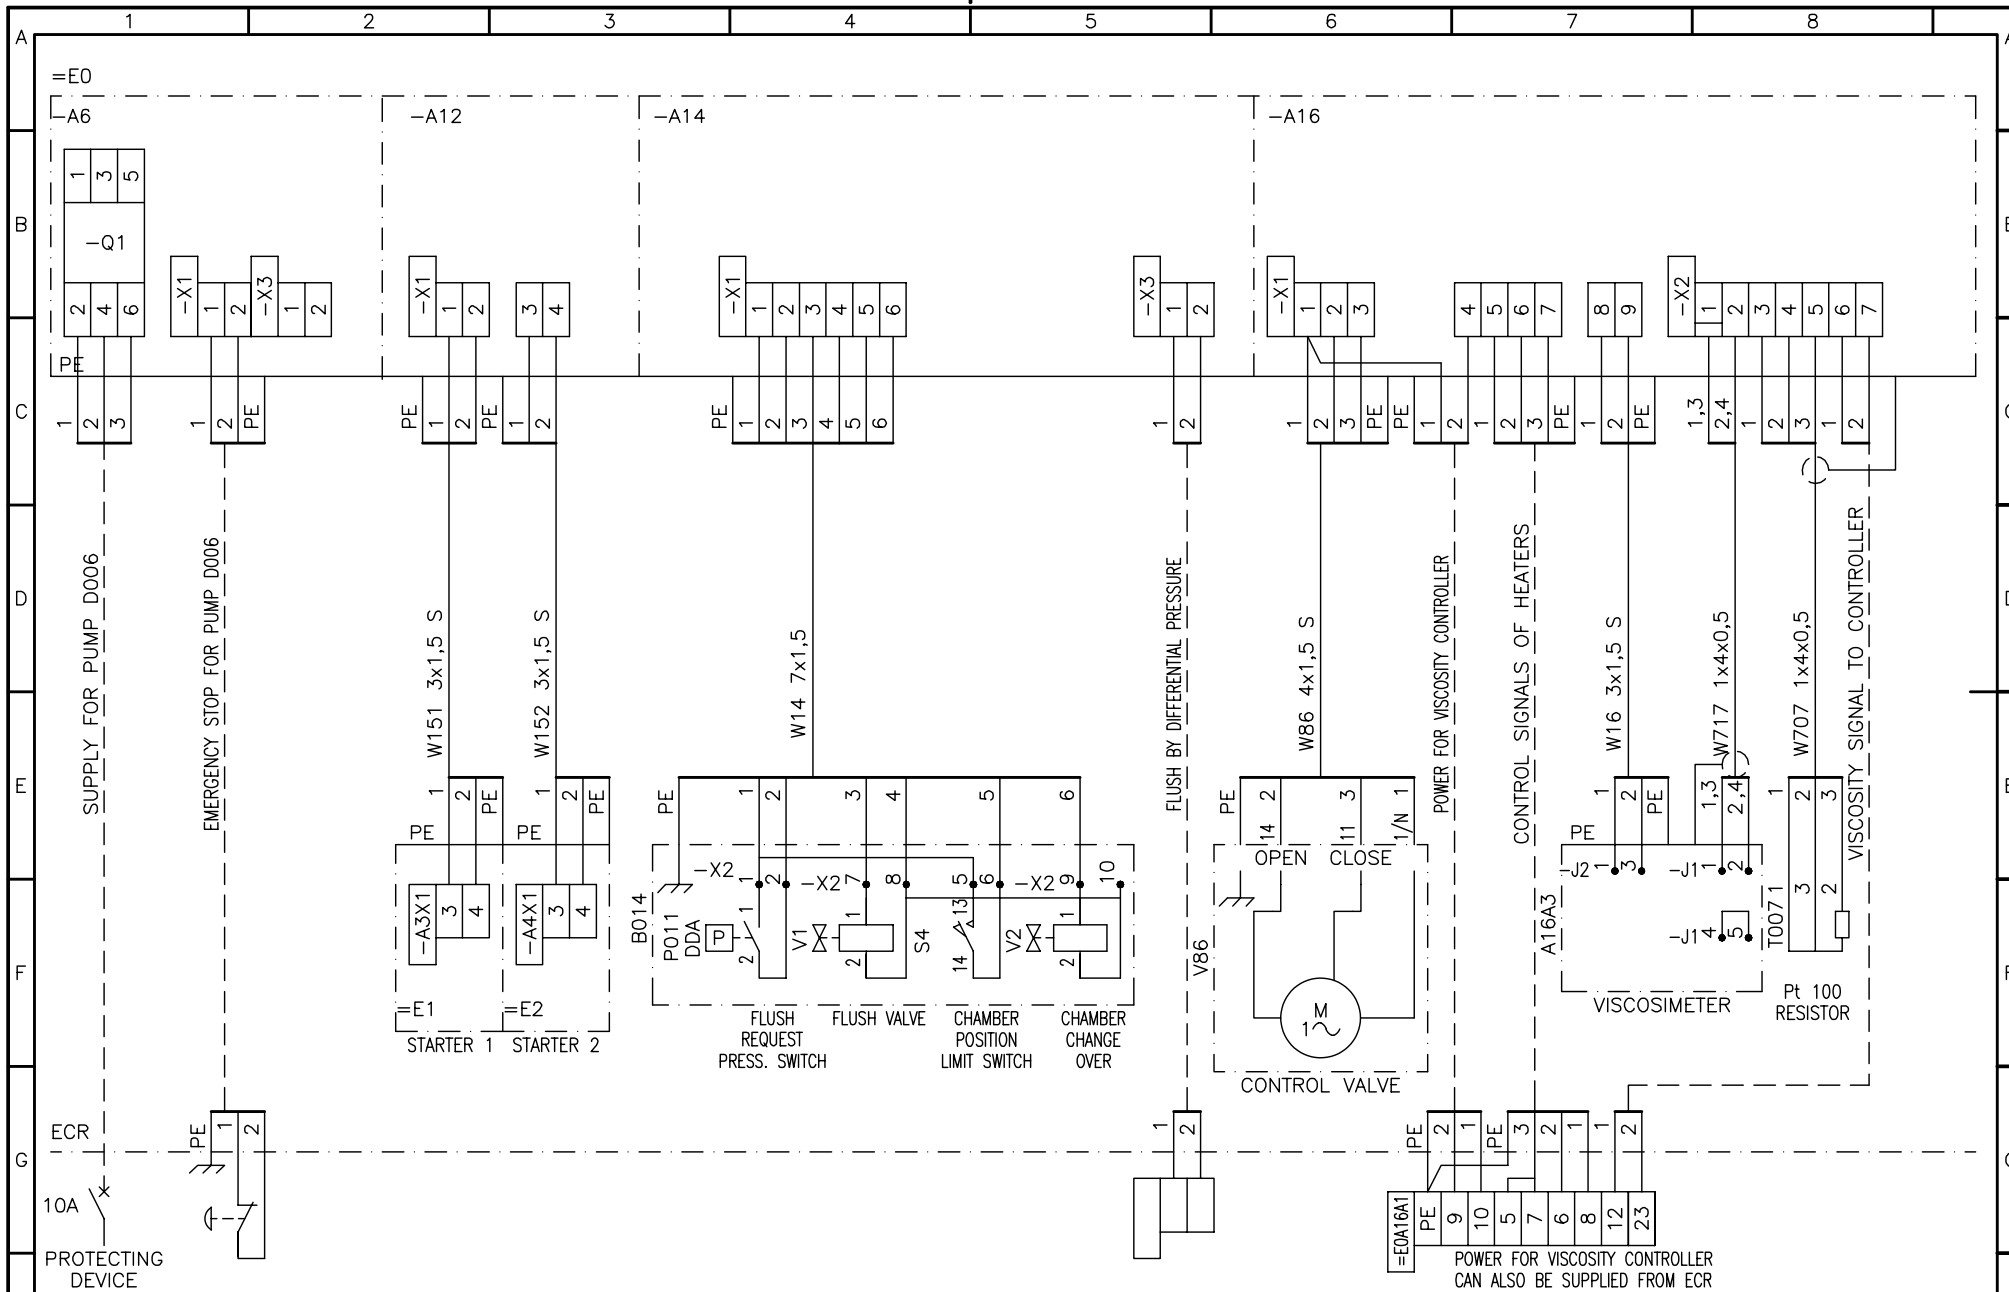 1 2 3 4 5 6 7 8
A
B
C
D
E
F
G
=E0
-A6
-A12
-A14
-A16
1 3 5
-Q1
2 4 6
-X1 1 2
-X3 1 2
-X1 1 2
3 4
-X1 1 2 3 4 5 6
-X3 1 2
-X1 1 2 3
4 5 6 7
8 9
-X2 1 2 3 4 5 6 7
PE
1 2 3
1 2 PE
PE 1 2
PE 1 2
PE 1 2 3 4 5 6
1 2
1 2 3 PE
PE 1 2
1 2 3 PE
1 2 PE
1,3 2,4
1 2 3
1 2
SUPPLY FOR PUMP D006
EMERGENCY STOP FOR PUMP D006
W151 3x1,5 S
W152 3x1,5 S
W14 7x1,5
FLUSH BY DIFFERENTIAL PRESSURE
W86 4x1,5 S
POWER FOR VISCOSITY CONTROLLER
CONTROL SIGNALS OF HEATERS
W16 3x1,5 S
W717 1x4x0,5
W707 1x4x0,5
VISCOSITY SIGNAL TO CONTROLLER
1 2 PE
1 2 PE
PE 1 2 3 4 5 6
PE 2 3 1
1 2 PE
1,3 2,4
1 2 3
PE
PE
14 11 1/N
PE
OPEN CLOSE
-X2 1 2
-X2 7 8
5 6
-X2 9 10
-J2 1 3
-J1 1 2
-J1 4 5
-A3X1 3 4
-A4X1 3 4
B014
P011
DDA
P
1 2
V1
1 2
S4
13 14
V2
1 2
V86
M
1~
A16A3
T007.1
3 2
=E1
=E2
STARTER 1
STARTER 2
FLUSH
REQUEST
PRESS. SWITCH
FLUSH VALVE
CHAMBER
POSITION
LIMIT SWITCH
CHAMBER
CHANGE
OVER
CONTROL VALVE
VISCOSIMETER
Pt 100
RESISTOR
ECR
PE 1 2
1 2
PE 2 1
PE 3 2 1
1 2
10A
PROTECTING
DEVICE
=E0A16A1 PE 9 10 5 7 6 8 12 23
POWER FOR VISCOSITY CONTROLLER
CAN ALSO BE SUPPLIED FROM ECR